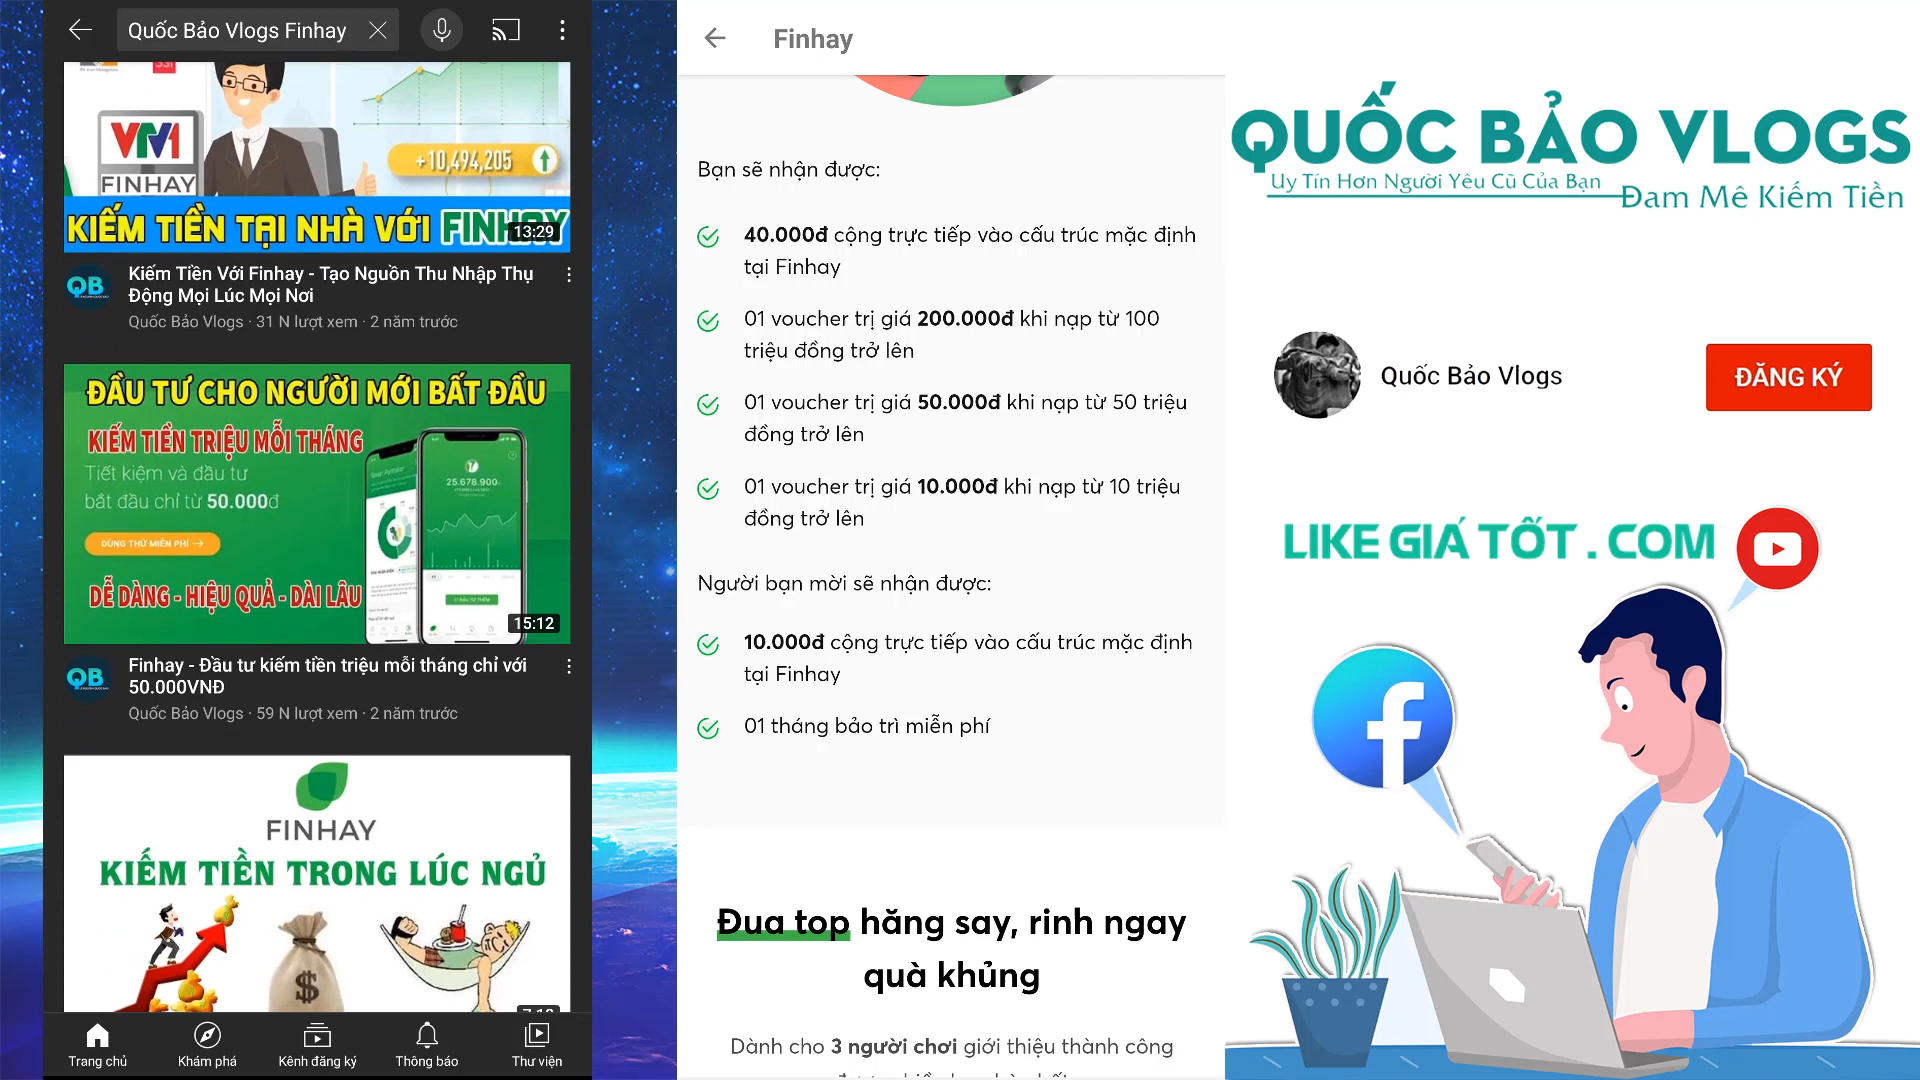 Quốc Bảo Vlogs Finhay
VTV1
FINHAY
+10,494,205
KIẾM TIỀN TẠI NHÀ VỚI FINHAY
13:29
QB
Kiếm Tiền Với Finhay - Tạo Nguồn Thu Nhập Thụ
Động Mọi Lúc Mọi Nơi
Quốc Bảo Vlogs · 31 N lượt xem · 2 năm trước
ĐẦU TƯ CHO NGƯỜI MỚI BẤT ĐẦU
KIẾM TIỀN TRIỆU MỖI THÁNG
Tiết kiệm và đầu tư
bắt đầu chỉ từ 50.000đ
DÙNG THỬ MIỄN PHÍ
25.678.900
DỄ DÀNG - HIỆU QUẢ - DÀI LÂU
15:12
QB
Finhay - Đầu tư kiếm tiền triệu mỗi tháng chỉ với
50.000VNĐ
Quốc Bảo Vlogs · 59 N lượt xem · 2 năm trước
FINHAY
KIẾM TIỀN TRONG LÚC NGỦ
$
Trang chủ
Khám phá
Kênh đăng ký
Thông báo
Thư viện
Finhay
Bạn sẽ nhận được:
40.000đ cộng trực tiếp vào cấu trúc mặc định
tại Finhay
01 voucher trị giá 200.000đ khi nạp từ 100
triệu đồng trở lên
01 voucher trị giá 50.000đ khi nạp từ 50 triệu
đồng trở lên
01 voucher trị giá 10.000đ khi nạp từ 10 triệu
đồng trở lên
Người bạn mời sẽ nhận được:
10.000đ cộng trực tiếp vào cấu trúc mặc định
tại Finhay
01 tháng bảo trì miễn phí
Đua top hăng say, rinh ngay
quà khủng
Dành cho 3 người chơi giới thiệu thành công
QUỐC BẢO VLOGS
Uy Tín Hơn Người Yêu Cũ Của Bạn
Đam Mê Kiếm Tiền
Quốc Bảo Vlogs
ĐĂNG KÝ
LIKE GIÁ TỐT . COM